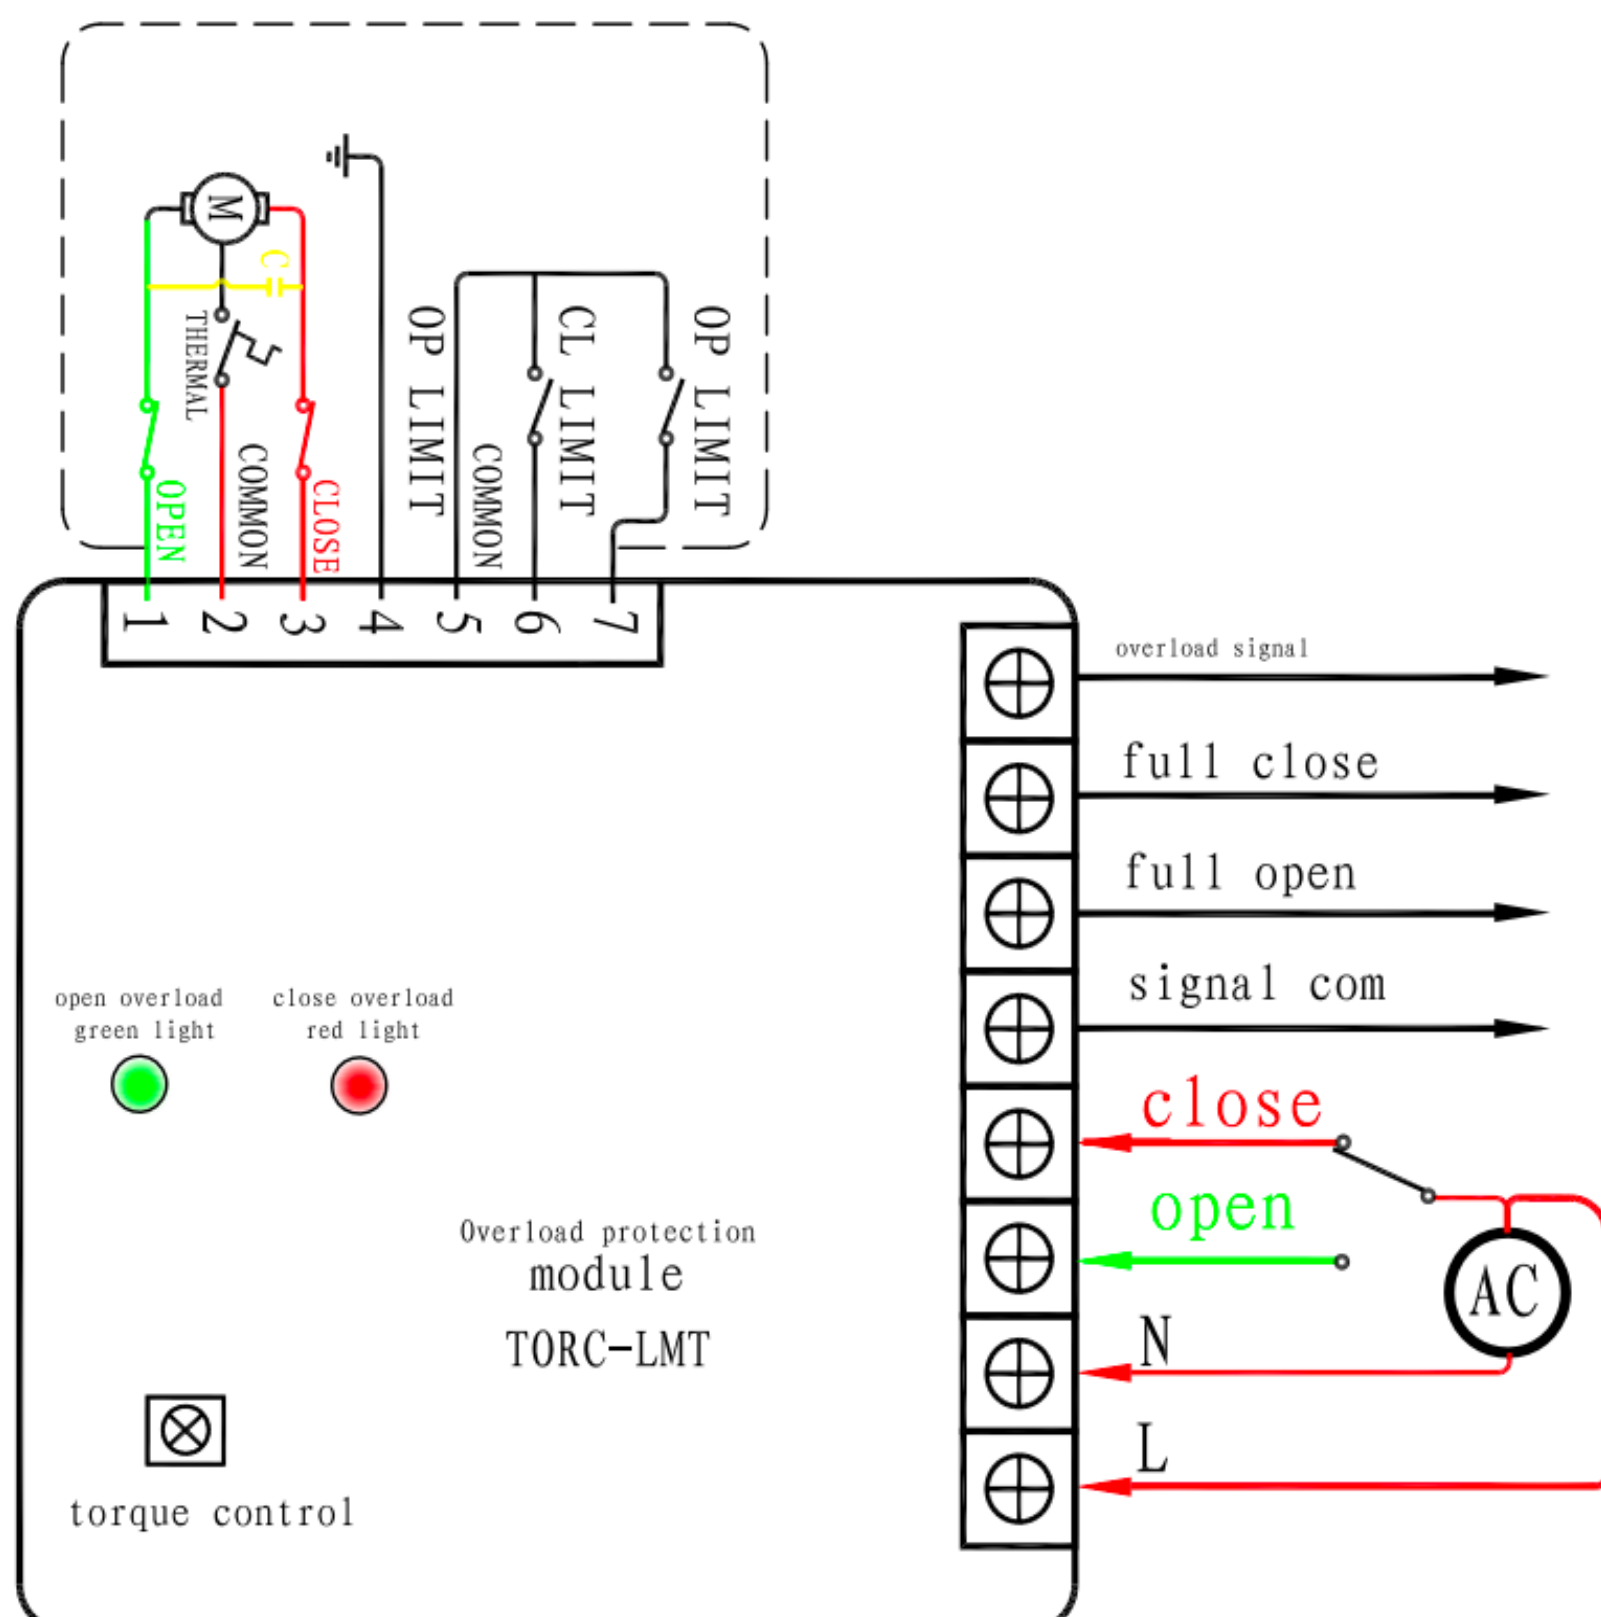 M
C
THERMAL
OPEN
COMMON
CLOSE
OP LIMIT
COMMON
CL LIMIT
OP LIMIT
1
2
3
4
5
6
7
overload signal
full close
full open
signal com
close
open
N
L
AC
open overload
green light
close overload
red light
Overload protection
module
TORC-LMT
torque control